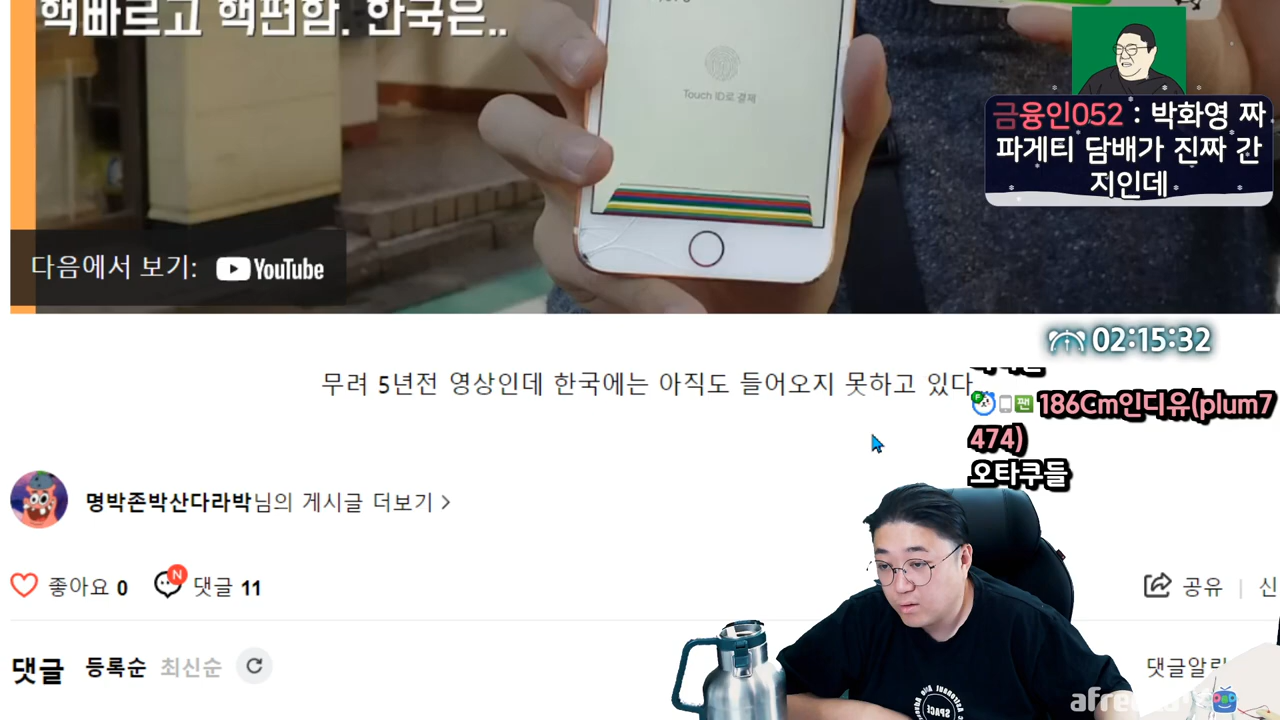 핵빠르고 핵편함. 한국은..
Touch ID로 결제
금융인052 : 박화영 짜
파게티 담배가 진짜 간
지인데
다음에서 보기: YouTube
02:15:32
무려 5년전 영상인데 한국에는 아직도 들어오지 못하고 있다
F 팬 186Cm인디유(plum7
474)
오타쿠들
명박존박산다라박님의 게시글 더보기 >
좋아요 0 N 댓글 11
공유 | 신
댓글 등록순 최신순
댓글알
SPACE